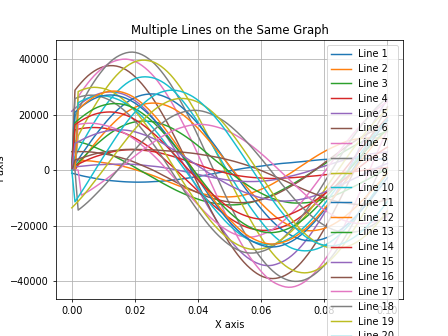 Multiple Lines on the Same Graph
40000
20000
0
−20000
−40000
0.00
0.02
0.04
0.06
X axis
Line 1
Line 2
Line 3
Line 4
Line 5
Line 6
Line 7
Line 8
Line 9
Line 10
Line 11
Line 12
Line 13
Line 14
Line 15
Line 16
Line 17
Line 18
Line 19
Line 20